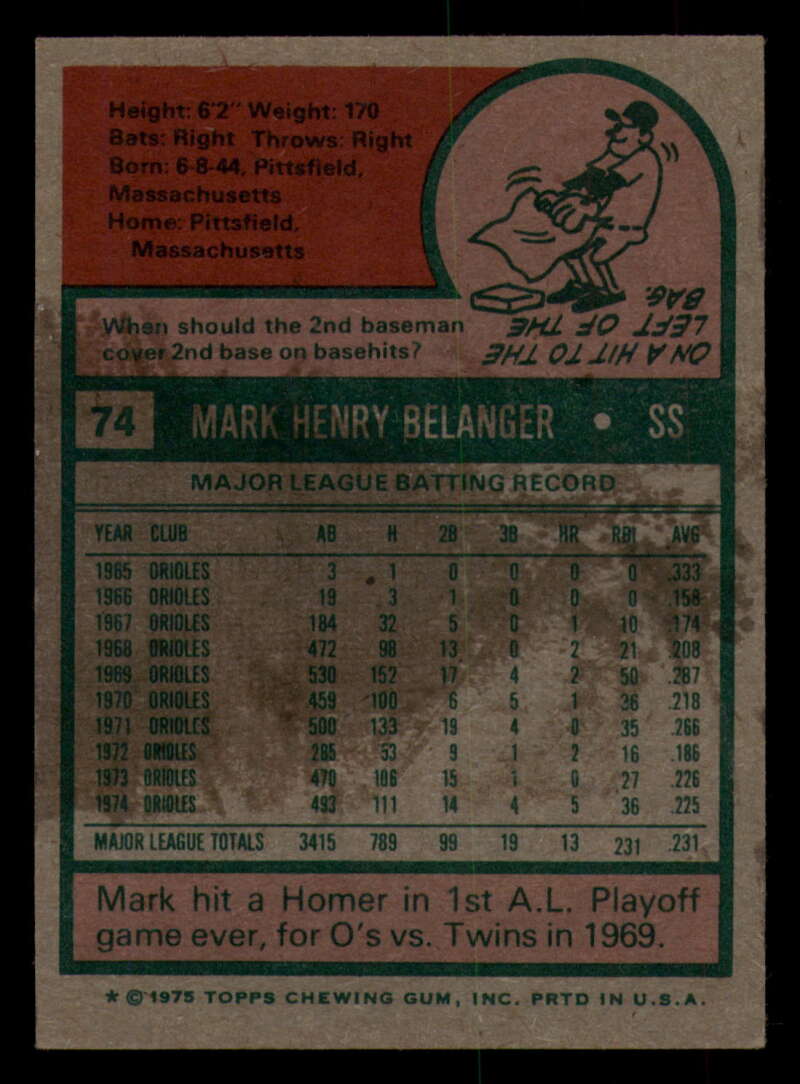 Height: 6'2" Weight: 170
Bats: Right Throws: Right
Born: 6-8-44, Pittsfield,
Massachusetts
Home: Pittsfield,
Massachusetts
When should the 2nd baseman
cover 2nd base on basehits?
ON A HIT TO THE
LEFT OF THE
BAG.
74 MARK HENRY BELANGER • SS
MAJOR LEAGUE BATTING RECORD
YEAR CLUB AB H 2B 3B HR RBI AVG
1965 ORIOLES 3 1 0 0 0 0 .333
1966 ORIOLES 19 3 1 0 0 0 .158
1967 ORIOLES 184 32 5 0 1 10 .174
1968 ORIOLES 472 98 13 0 2 21 .208
1969 ORIOLES 530 152 17 4 2 50 .287
1970 ORIOLES 459 100 6 5 1 36 .218
1971 ORIOLES 500 133 19 4 0 35 .266
1972 ORIOLES 285 53 9 1 2 16 .186
1973 ORIOLES 470 106 15 1 0 27 .226
1974 ORIOLES 493 111 14 4 5 36 .225
MAJOR LEAGUE TOTALS 3415 789 99 19 13 231 .231
Mark hit a Homer in 1st A.L. Playoff
game ever, for O's vs. Twins in 1969.
* © 1975 TOPPS CHEWING GUM, INC. PRTD IN U.S.A.